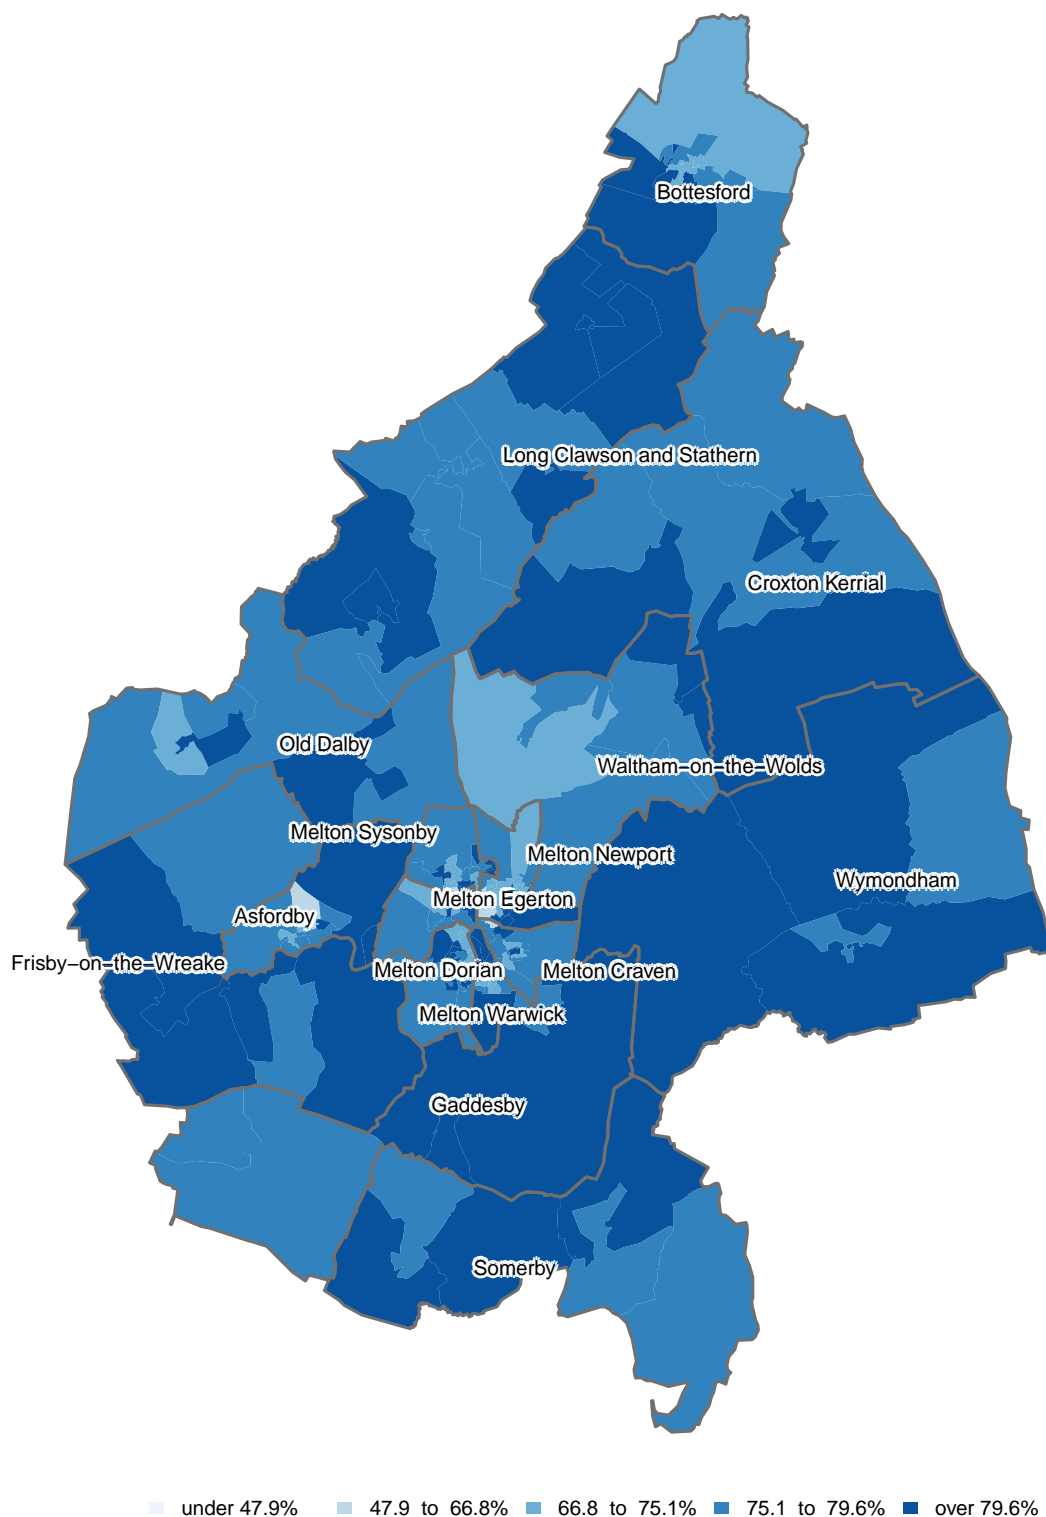 Bottesford
Long Clawson and Stathern
Croxton Kerrial
Old Dalby
Waltham–on–the–Wolds
Melton Sysonby
Melton Newport
Wymondham
Melton Egerton
Asfordby
Frisby–on–the–Wreake
Melton Dorian
Melton Craven
Melton Warwick
Gaddesby
Somerby
under 47.9% 47.9 to 66.8% 66.8 to 75.1% 75.1 to 79.6% over 79.6%